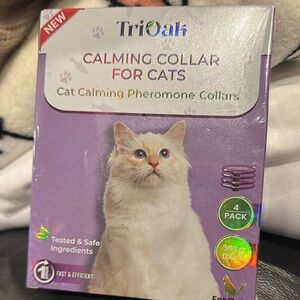 NEW
TriOak
CALMING COLLAR
FOR CATS
Cat Calming Pheromone Collars
4
PACK
Tested & Safe
Ingredients
FAST & EFFICIENT